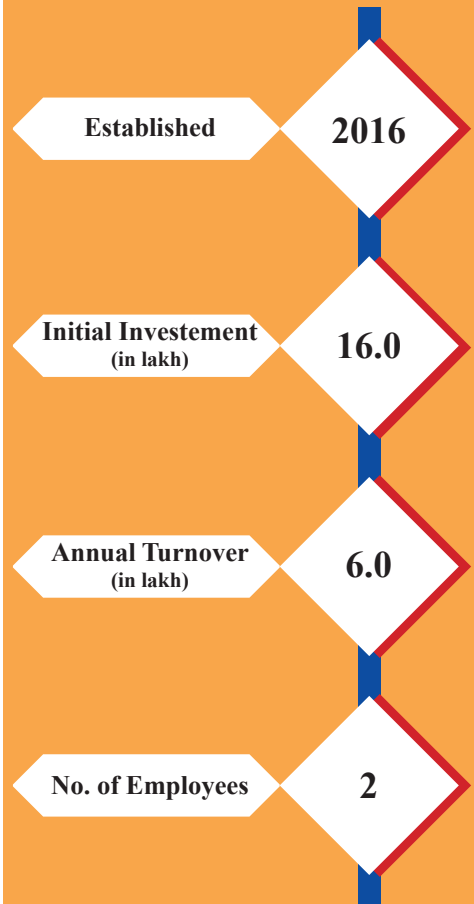 Established
2016
Initial Investement
(in lakh)
16.0
Annual Turnover
(in lakh)
6.0
No. of Employees
2